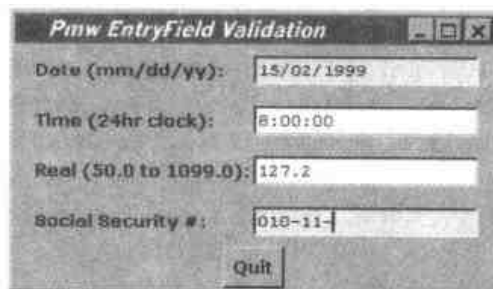 Pmw EntryField Validation
Date (mm/dd/yy): 15/02/1999
Time (24hr clock): 8:00:00
Real (50.0 to 1099.0): 127.2
Social Security #: 010-11-
Quit